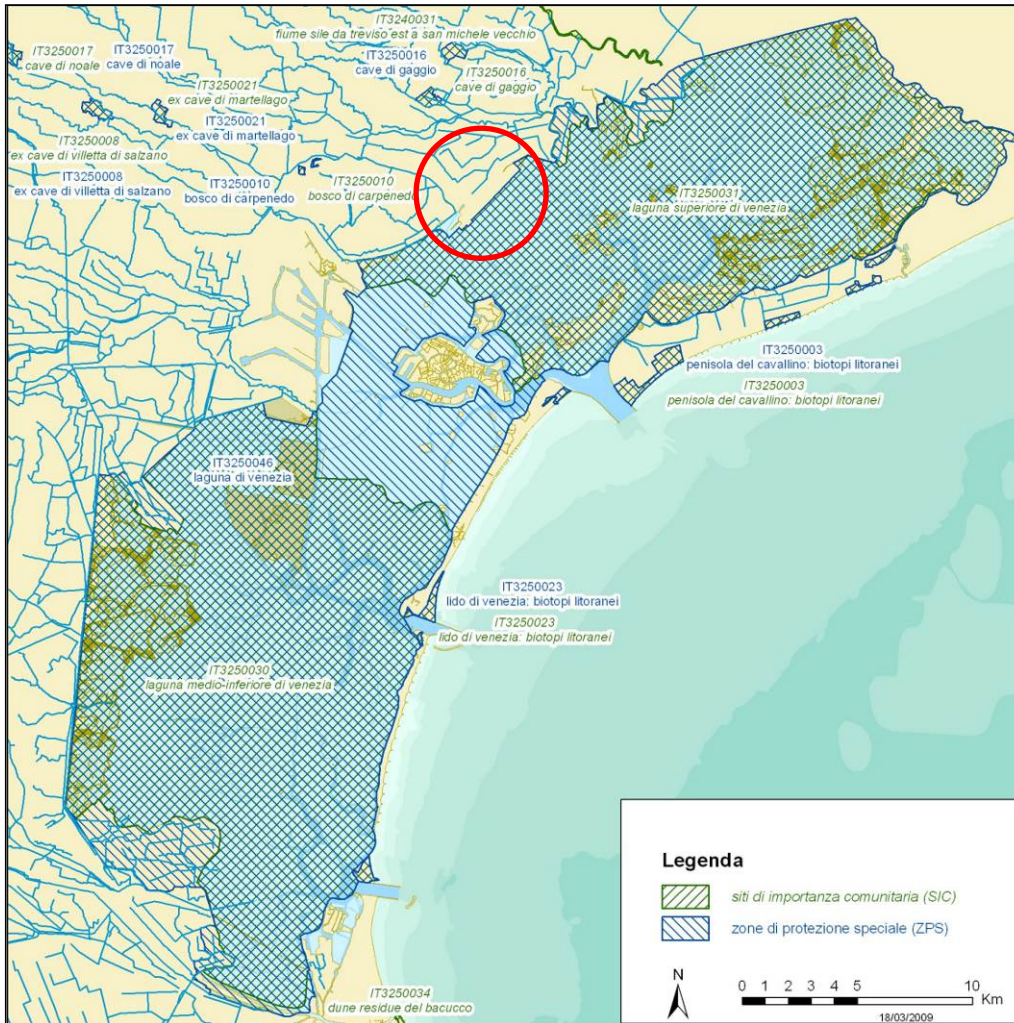 IT3240031
fiume sile da treviso est a san michele vecchio
IT3250017
cave di noale
IT3250017
cave di noale
IT3250016
cave di gaggio
IT3250016
cave di gaggio
IT3250021
ex cave di martellago
IT3250021
ex cave di martellago
IT3250008
ex cave di villetta di salzano
IT3250008
ex cave di villetta di salzano
IT3250010
bosco di carpenedo
IT3250010
bosco di carpenedo
IT3250031
laguna superiore di venezia
IT3250003
penisola del cavallino: biotopi litoranei
IT3250003
penisola del cavallino: biotopi litoranei
IT3250046
laguna di venezia
IT3250023
lido di venezia: biotopi litoranei
IT3250023
lido di venezia: biotopi litoranei
IT3250030
laguna medio-inferiore di venezia
IT3250034
dune residue del bacucco
Legenda
siti di importanza comunitaria (SIC)
zone di protezione speciale (ZPS)
N
0 1 2 3 4 5 10
Km
18/03/2009